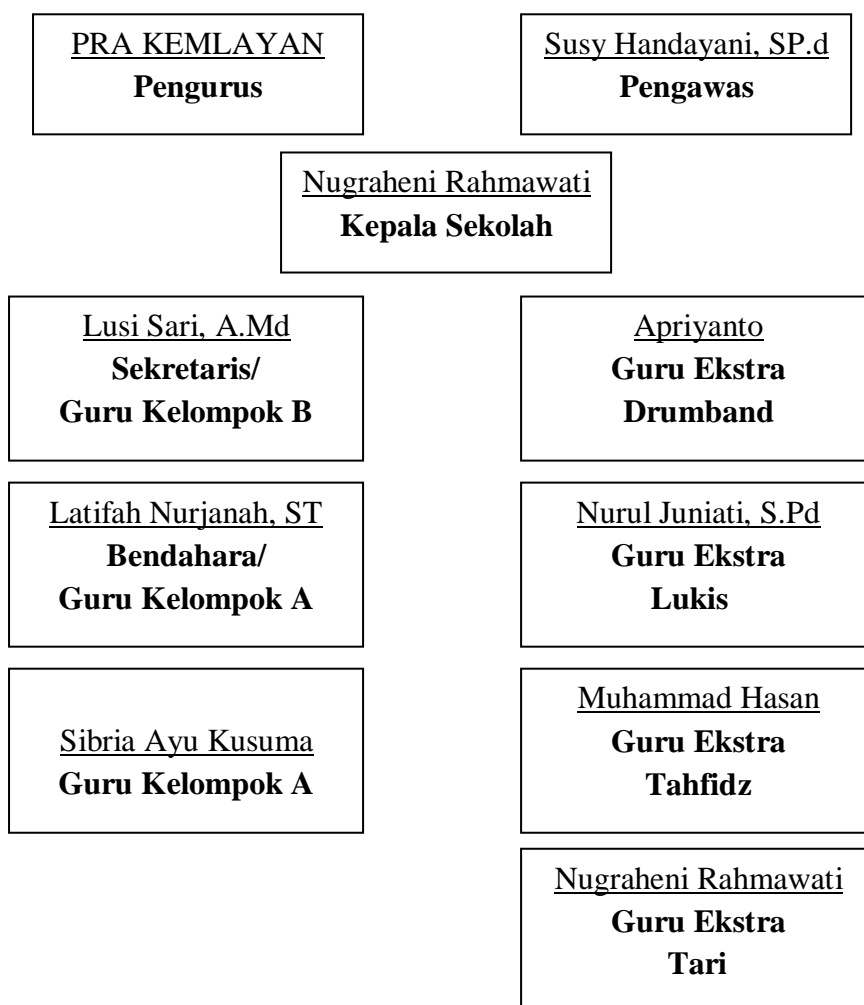 PRA KEMLAYAN
Pengurus
Susy Handayani, SP.d
Pengawas
Nugraheni Rahmawati
Kepala Sekolah
Lusi Sari, A.Md
Sekretaris/
Guru Kelompok B
Apriyanto
Guru Ekstra
Drumband
Latifah Nurjanah, ST
Bendahara/
Guru Kelompok A
Nurul Juniati, S.Pd
Guru Ekstra
Lukis
Sibria Ayu Kusuma
Guru Kelompok A
Muhammad Hasan
Guru Ekstra
Tahfidz
Nugraheni Rahmawati
Guru Ekstra
Tari